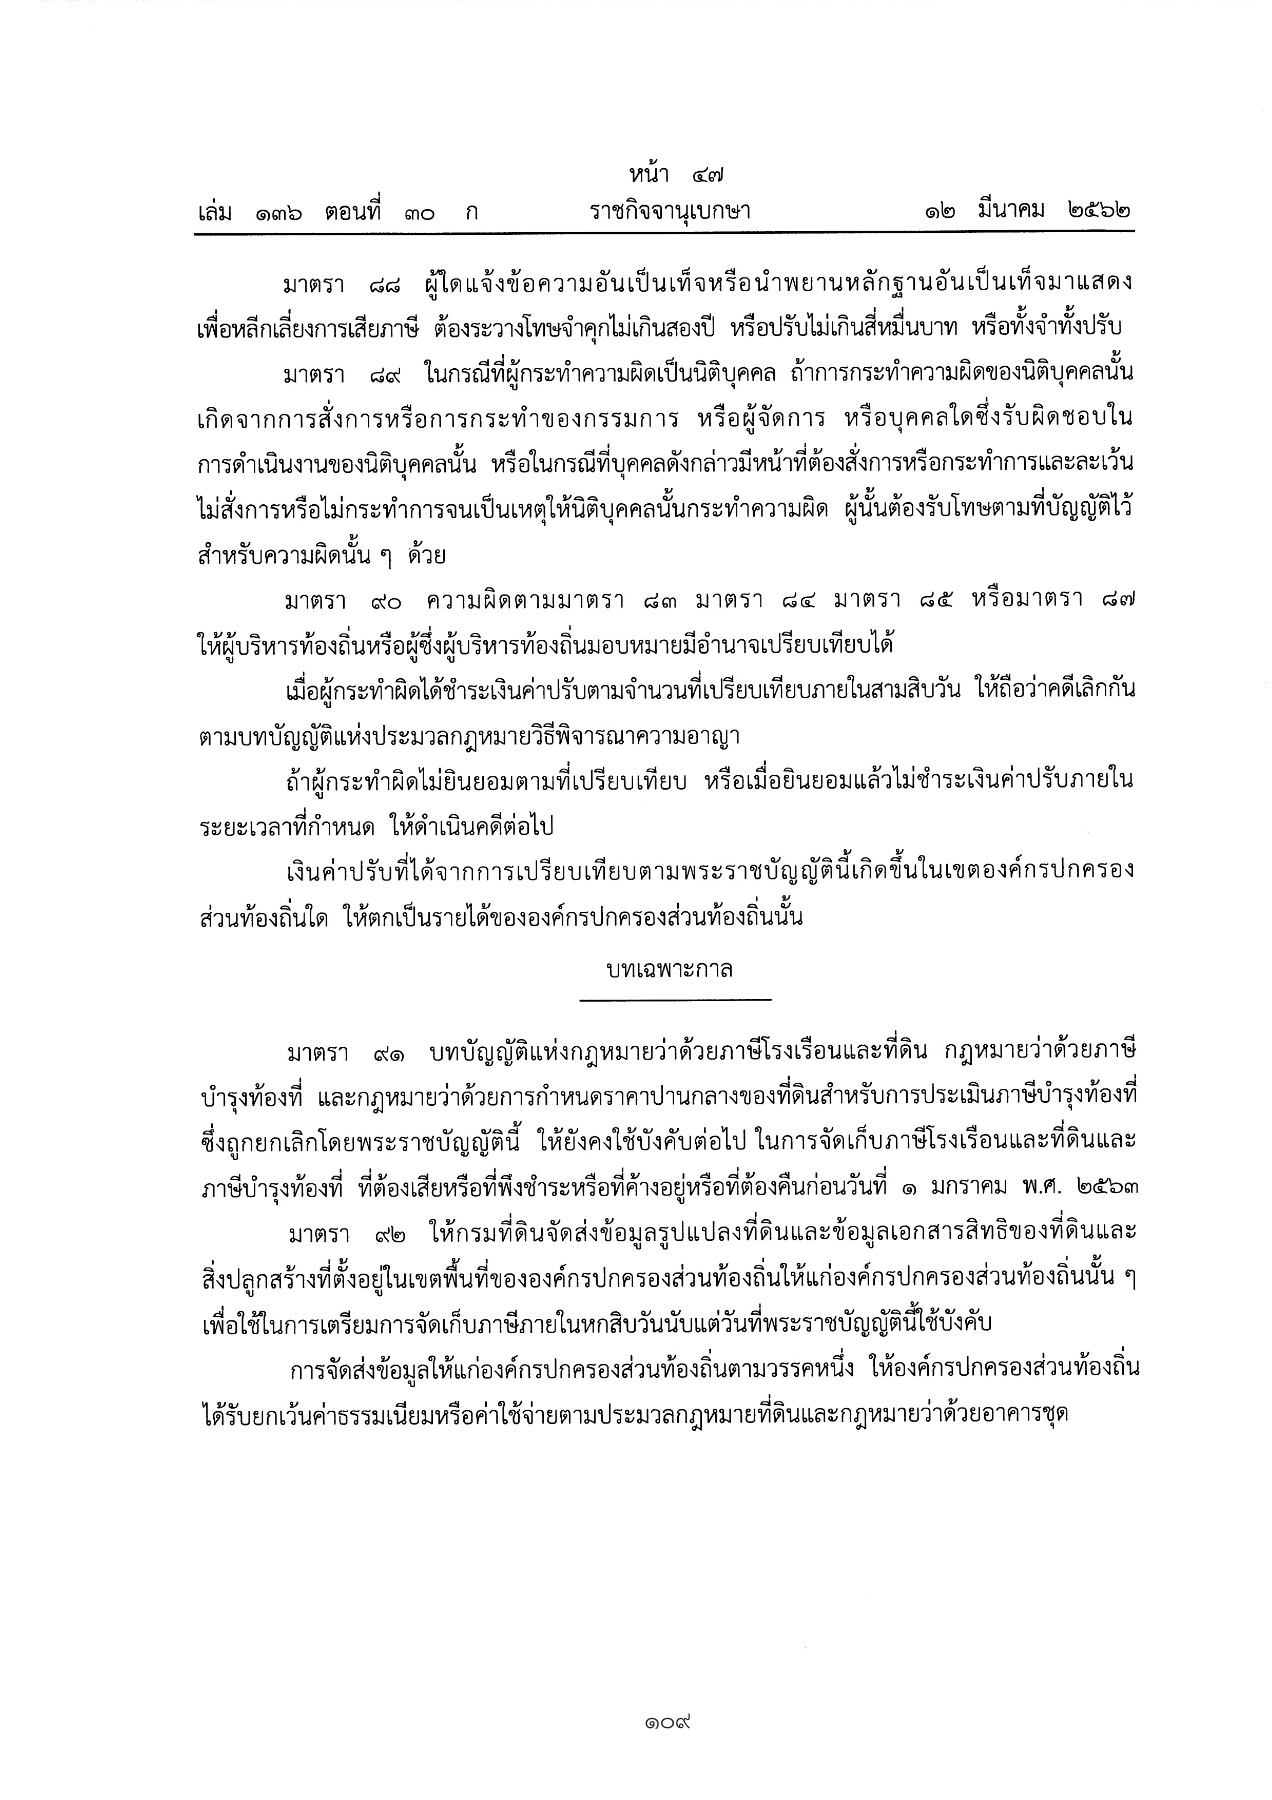 หน้า ๔๗
เล่ม ๑๓๖ ตอนที่ ๓๐ ก ราชกิจจานุเบกษา ๑๒ มีนาคม ๒๕๖๒
มาตรา ๘๘ ผู้ใดแจ้งข้อความอันเป็นเท็จหรือนำพยานหลักฐานอันเป็นเท็จมาแสดง
เพื่อหลีกเลี่ยงการเสียภาษี ต้องระวางโทษจำคุกไม่เกินสองปี หรือปรับไม่เกินสี่หมื่นบาท หรือทั้งจำทั้งปรับ
มาตรา ๘๙ ในกรณีที่ผู้กระทำความผิดเป็นนิติบุคคล ถ้าการกระทำความผิดของนิติบุคคลนั้น
เกิดจากการสั่งการหรือการกระทำของกรรมการ หรือผู้จัดการ หรือบุคคลใดซึ่งรับผิดชอบใน
การดำเนินงานของนิติบุคคลนั้น หรือในกรณีที่บุคคลดังกล่าวมีหน้าที่ต้องสั่งการหรือกระทำการและละเว้น
ไม่สั่งการหรือไม่กระทำการจนเป็นเหตุให้นิติบุคคลนั้นกระทำความผิด ผู้นั้นต้องรับโทษตามที่บัญญัติไว้
สำหรับความผิดนั้น ๆ ด้วย
มาตรา ๙๐ ความผิดตามมาตรา ๘๓ มาตรา ๘๔ มาตรา ๘๕ หรือมาตรา ๘๗
ให้ผู้บริหารท้องถิ่นหรือผู้ซึ่งผู้บริหารท้องถิ่นมอบหมายมีอำนาจเปรียบเทียบได้
เมื่อผู้กระทำผิดได้ชำระเงินค่าปรับตามจำนวนที่เปรียบเทียบภายในสามสิบวัน ให้ถือว่าคดีเลิกกัน
ตามบทบัญญัติแห่งประมวลกฎหมายวิธีพิจารณาความอาญา
ถ้าผู้กระทำผิดไม่ยินยอมตามที่เปรียบเทียบ หรือเมื่อยินยอมแล้วไม่ชำระเงินค่าปรับภายใน
ระยะเวลาที่กำหนด ให้ดำเนินคดีต่อไป
เงินค่าปรับที่ได้จากการเปรียบเทียบตามพระราชบัญญัตินี้เกิดขึ้นในเขตองค์กรปกครอง
ส่วนท้องถิ่นใด ให้ตกเป็นรายได้ขององค์กรปกครองส่วนท้องถิ่นนั้น
บทเฉพาะกาล
มาตรา ๙๑ บทบัญญัติแห่งกฎหมายว่าด้วยภาษีโรงเรือนและที่ดิน กฎหมายว่าด้วยภาษี
บำรุงท้องที่ และกฎหมายว่าด้วยการกำหนดราคาปานกลางของที่ดินสำหรับการประเมินภาษีบำรุงท้องที่
ซึ่งถูกยกเลิกโดยพระราชบัญญัตินี้ ให้ยังคงใช้บังคับต่อไป ในการจัดเก็บภาษีโรงเรือนและที่ดินและ
ภาษีบำรุงท้องที่ ที่ต้องเสียหรือที่พึงชำระหรือที่ค้างอยู่หรือที่ต้องคืนก่อนวันที่ ๑ มกราคม พ.ศ. ๒๕๖๓
มาตรา ๙๒ ให้กรมที่ดินจัดส่งข้อมูลรูปแปลงที่ดินและข้อมูลเอกสารสิทธิของที่ดินและ
สิ่งปลูกสร้างที่ตั้งอยู่ในเขตพื้นที่ขององค์กรปกครองส่วนท้องถิ่นให้แก่องค์กรปกครองส่วนท้องถิ่นนั้น ๆ
เพื่อใช้ในการเตรียมการจัดเก็บภาษีภายในหกสิบวันนับแต่วันที่พระราชบัญญัตินี้ใช้บังคับ
การจัดส่งข้อมูลให้แก่องค์กรปกครองส่วนท้องถิ่นตามวรรคหนึ่ง ให้องค์กรปกครองส่วนท้องถิ่น
ได้รับยกเว้นค่าธรรมเนียมหรือค่าใช้จ่ายตามประมวลกฎหมายที่ดินและกฎหมายว่าด้วยอาคารชุด
๑๐๙